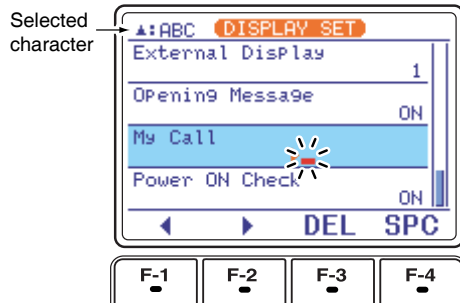 Selected
character
▲:ABC DISPLAY SET
External Display
1
Opening Message
ON
My Call
Power ON Check
ON
◀ ▶ DEL SPC
F-1 F-2 F-3 F-4